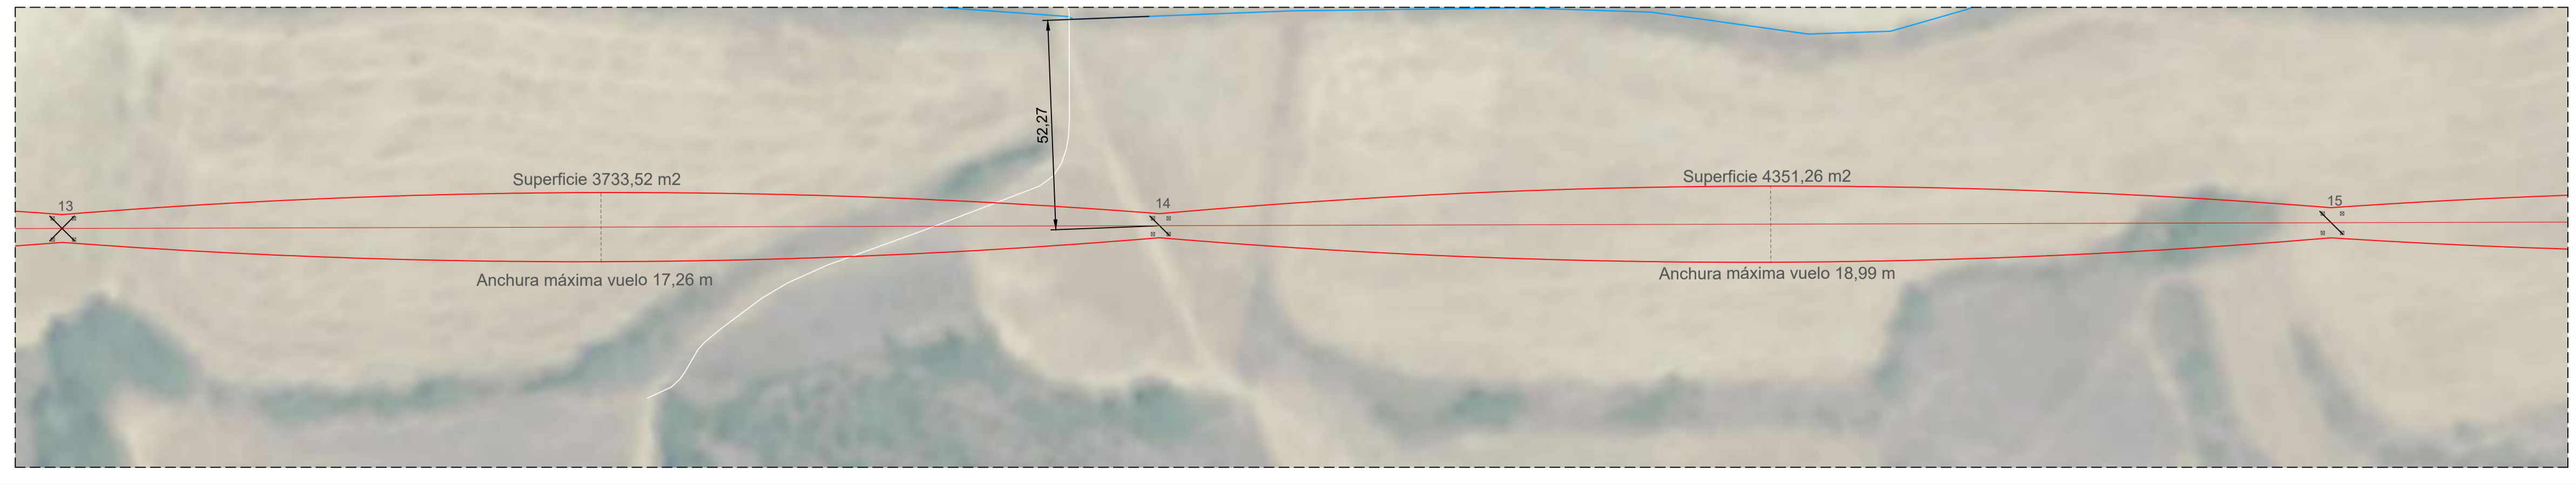 52,27
Superficie 3733,52 m2
Superficie 4351,26 m2
13
14
15
Anchura máxima vuelo 17,26 m
Anchura máxima vuelo 18,99 m